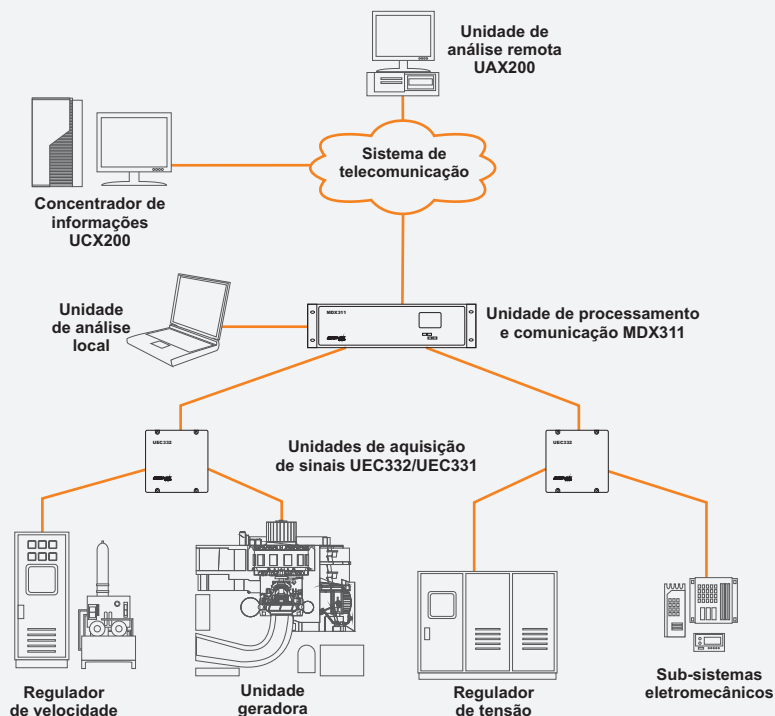 Unidade de
análise remota
UAX200
Sistema de
telecomunicação
Concentrador de
informações
UCX200
Unidade
de análise
local
MDX311
Unidade de processamento
e comunicação MDX311
UEC332
Unidades de aquisição
de sinais UEC332/UEC331
UEC332
Regulador
de velocidade
Unidade
geradora
Regulador
de tensão
Sub-sistemas
eletromecânicos